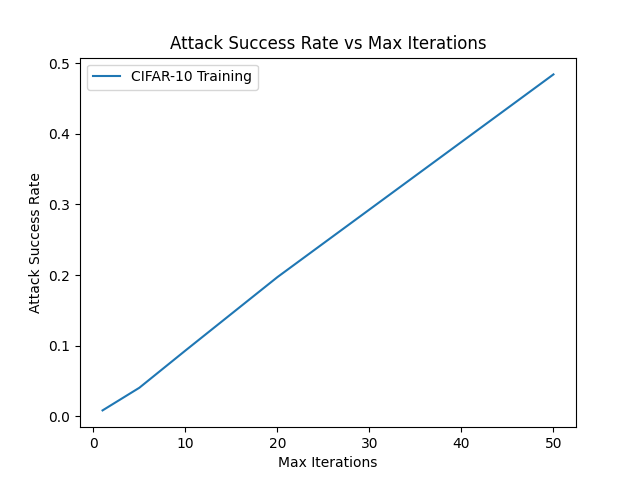 Attack Success Rate vs Max Iterations
CIFAR-10 Training
Attack Success Rate
0.5
0.4
0.3
0.2
0.1
0.0
0 10 20 30 40 50
Max Iterations